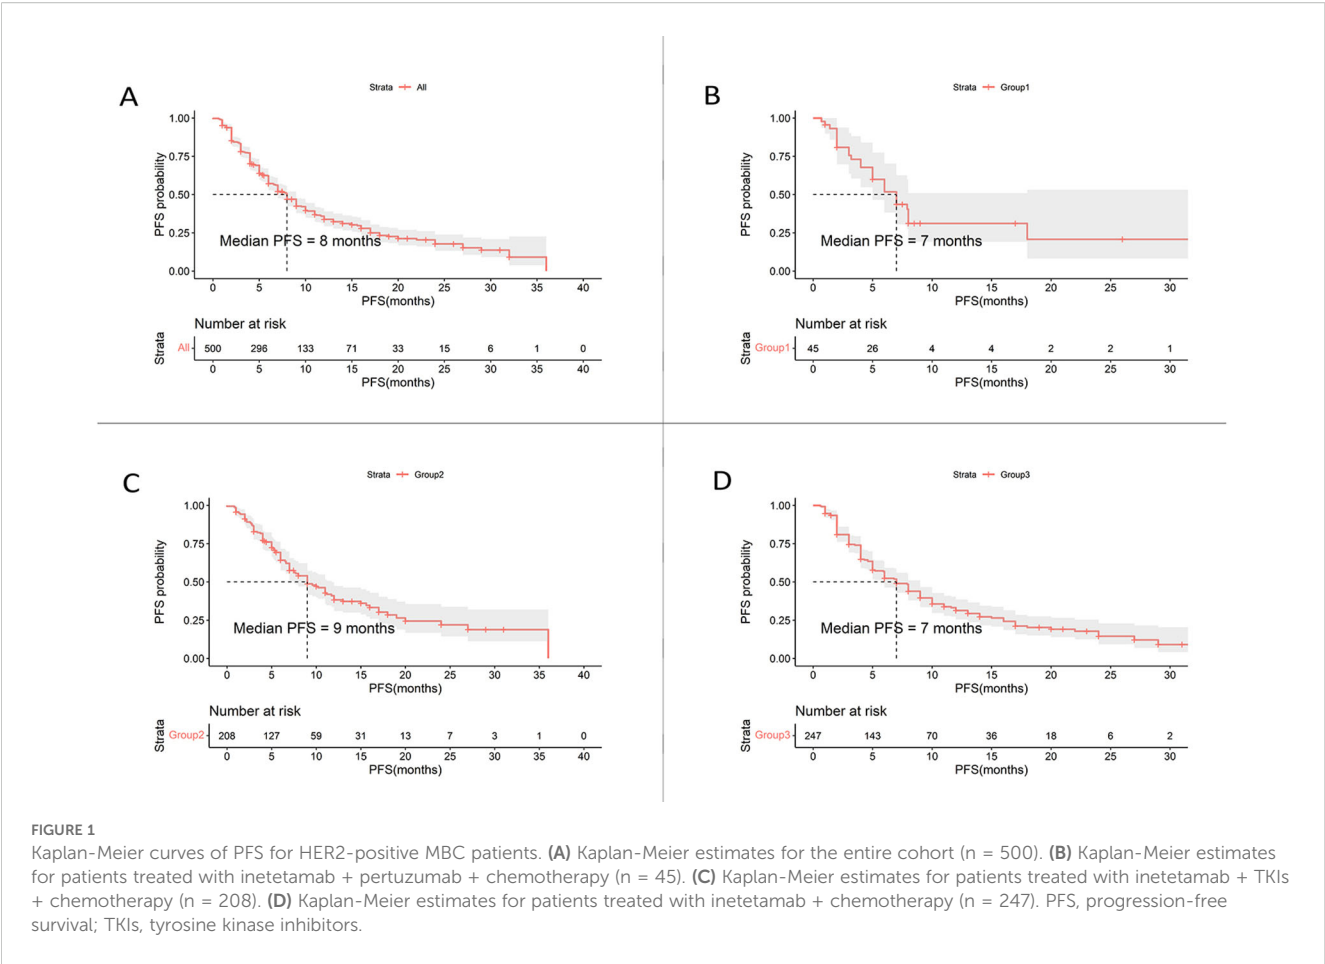 A
Strata All
PFS probability
1.00
0.75
0.50
0.25
0.00
Median PFS = 8 months
0 5 10 15 20 25 30 35 40
PFS(months)
Number at risk
Strata
All 500 296 133 71 33 15 6 1 0
0 5 10 15 20 25 30 35 40
PFS(months)
B
Strata Group1
PFS probability
1.00
0.75
0.50
0.25
0.00
Median PFS = 7 months
0 5 10 15 20 25 30
PFS(months)
Number at risk
Strata
Group1 45 26 4 4 2 2 1
0 5 10 15 20 25 30
PFS(months)
C
Strata Group2
PFS probability
1.00
0.75
0.50
0.25
0.00
Median PFS = 9 months
0 5 10 15 20 25 30 35 40
PFS(months)
Number at risk
Strata
Group2 208 127 59 31 13 7 3 1 0
0 5 10 15 20 25 30 35 40
PFS(months)
D
Strata Group3
PFS probability
1.00
0.75
0.50
0.25
0.00
Median PFS = 7 months
0 5 10 15 20 25 30
PFS(months)
Number at risk
Strata
Group3 247 143 70 36 18 6 2
0 5 10 15 20 25 30
PFS(months)
FIGURE 1
Kaplan-Meier curves of PFS for HER2-positive MBC patients. (A) Kaplan-Meier estimates for the entire cohort (n = 500). (B) Kaplan-Meier estimates
for patients treated with inetetamab + pertuzumab + chemotherapy (n = 45). (C) Kaplan-Meier estimates for patients treated with inetetamab + TKIs
+ chemotherapy (n = 208). (D) Kaplan-Meier estimates for patients treated with inetetamab + chemotherapy (n = 247). PFS, progression-free
survival; TKIs, tyrosine kinase inhibitors.